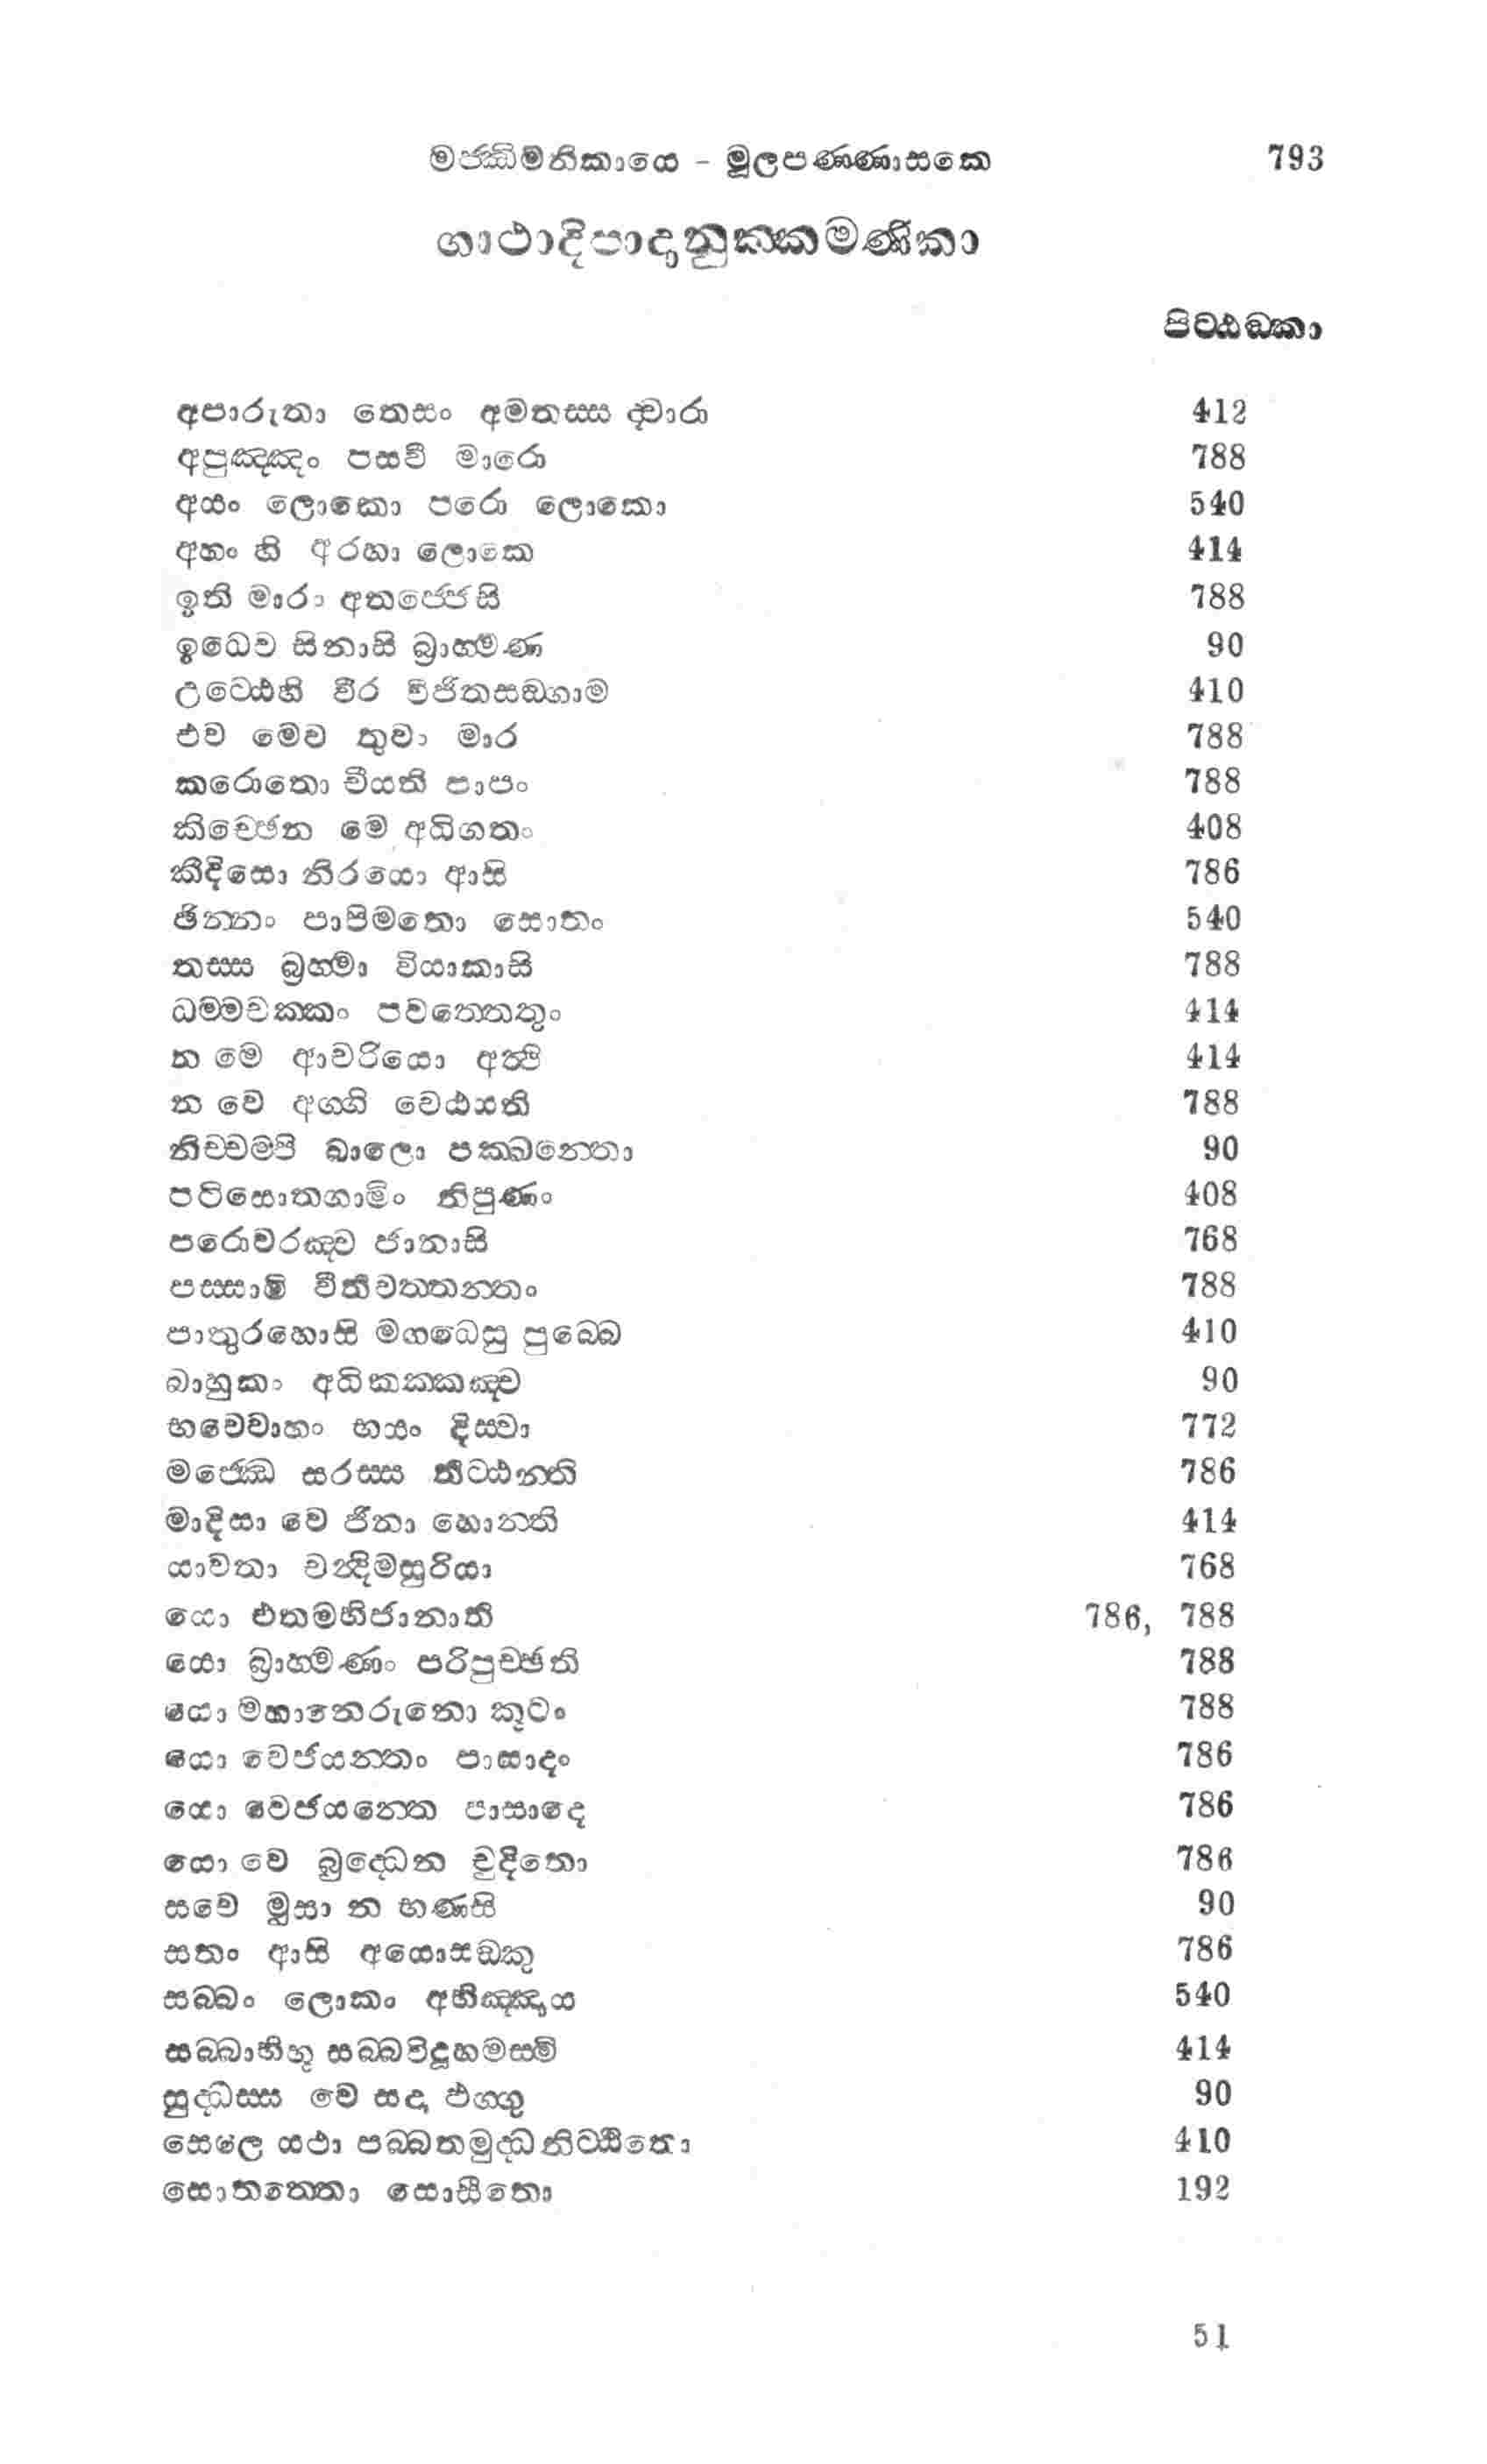 මජ්ඣිමනිකායෙ - මූලපණ්ණාසකෙ 793
ගාථාදිපාදානුක්කමණිකා
පිට්ඨඞ්කා
අපාරුතා තෙසං අමතස්ස ද්වාරා 412
අපුඤ්ඤං පසවී මාරො 788
අයං ලොකො පරො ලොකො 540
අහං හි අරහා ලොකෙ 414
ඉති මාරං අතජ්ජෙසි 788
ඉධෙව සිනාසි බ්‍රාහ්මණ 90
උට්ඨෙහි වීර විජිතසඞ්ගාම 410
එව මෙව තුවං මාර 788
කරොතො චීයති පාපං 788
කිච්ඡෙන මෙ අධිගතං 408
කීදිසො නිරයො ආසි 786
ඡින්නං පාපිමතො සොතං 540
තස්ස බ්‍රහ්මා වියාකාසි 788
ධම්මචක්කං පවත්තෙතුං 414
න මෙ ආචරියො අත්ථි 414
න වෙ අග්ගි වෙඨයති 788
නිච්චම්පි බාලො පක්ඛන්තො 90
පටිසොතගාමිං නිපුණං 408
පරොවරඤ්ච ජානාසි 768
පස්සාමි වීතිවත්තන්තං 788
පාතුරහොසි මගධෙසු පුබ්බෙ 410
බාහුකං අධිකක්කඤ්ච 90
භවෙවාහං භයං දිස්වා 772
මජ්ඣෙ සරස්ස තිට්ඨන්ති 786
මාදිසා වෙ ජිනා හොන්ති 414
යාවතා චන්දිමසුරියා 768
යො එතමභිජානාති 786, 788
යො බ්‍රාහ්මණං පරිපුච්ඡති 788
යො මහානෙරුනො කූටං 788
යො වෙජයන්තං පාසාදං 786
යො වෙජයන්තෙ පාසාදෙ 786
යො වෙ බුද්ධෙන චුදිතො 786
සචෙ මුසා න භණසි 90
සතං ආසි අයොසඞ්කු 786
සබ්බං ලොකං අභිඤ්ඤාය 540
සබ්බාභිභූ සබ්බවිදූහමස්මි 414
සුද්ධස්ස වෙ සදා ඵග්ගු 90
සෙලෙ යථා පබ්බතමුද්ධනිට්ඨිතො 410
සොතත්තො සොසීතො 192
51